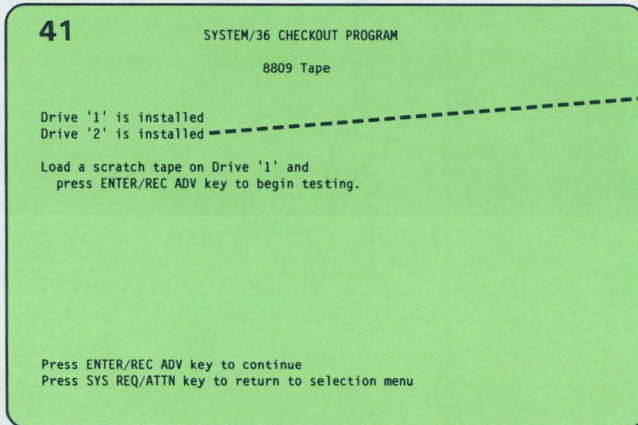 41
SYSTEM/36 CHECKOUT PROGRAM
8809 Tape
Drive '1' is installed
Drive '2' is installed
Load a scratch tape on Drive '1' and
press ENTER/REC ADV key to begin testing.
Press ENTER/REC ADV key to continue
Press SYS REQ/ATTN key to return to selection menu